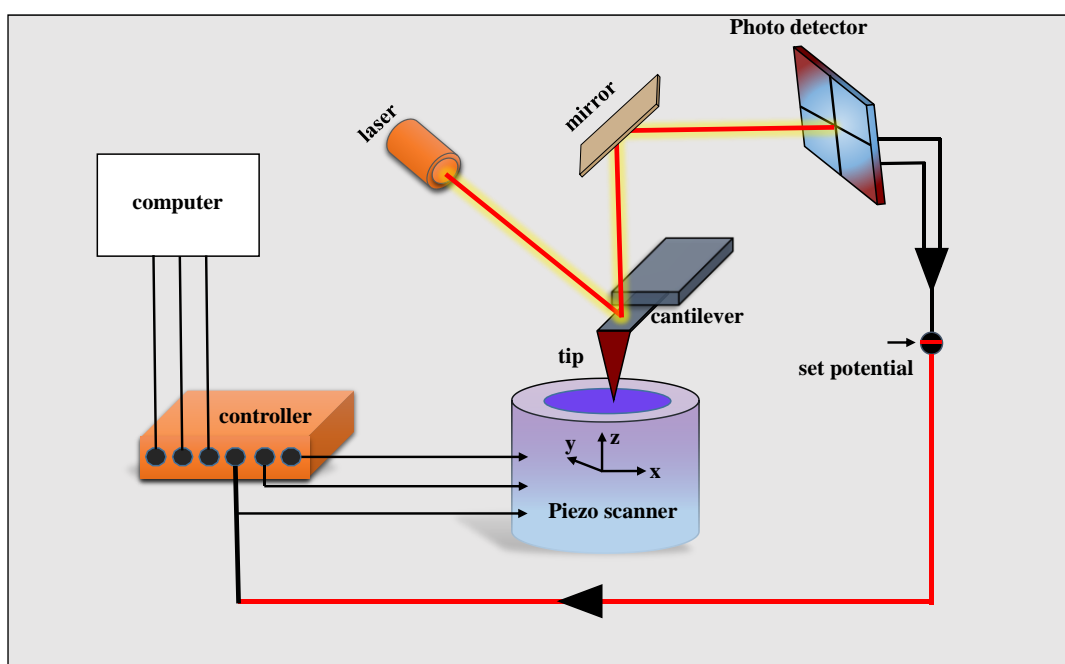 Photo detector
mirror
laser
computer
cantilever
tip
set potential
controller
z
y
x
Piezo scanner